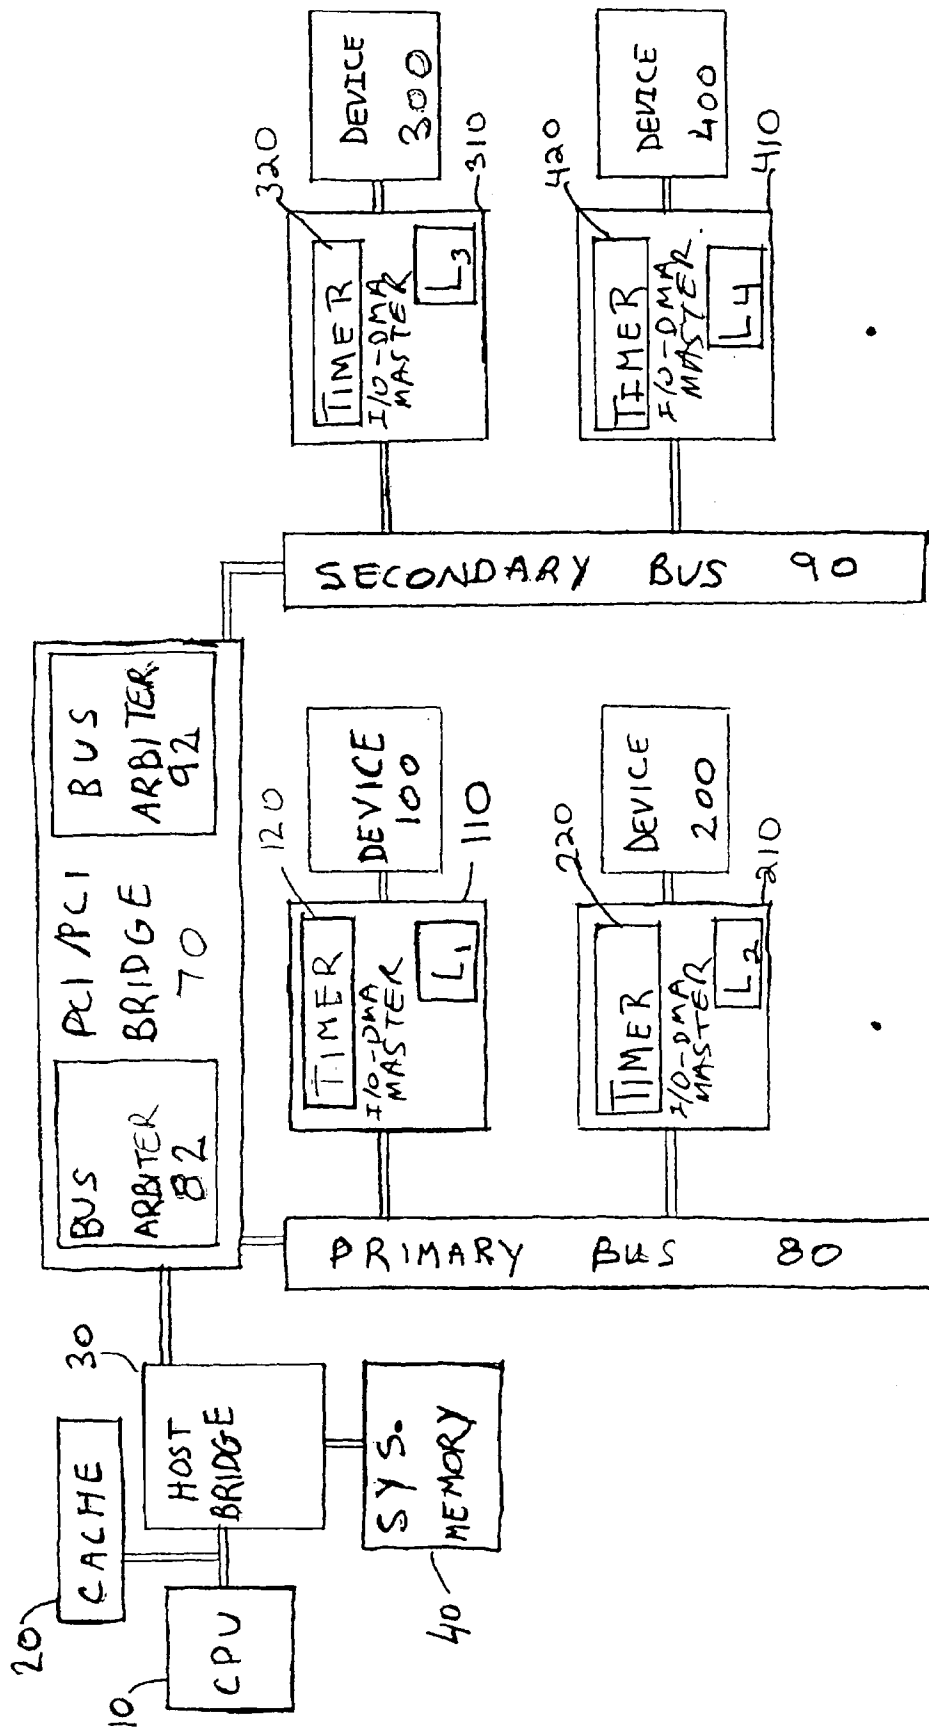 20
CACHE
10
CPU
30
HOST
BRIDGE
40
SYS.
MEMORY
BUS
ARBITER
82
PCI/PCI
BRIDGE
70
BUS
ARBITER
92
PRIMARY BUS 80
120
TIMER
I/O-DMA
MASTER
L1
110
DEVICE
100
220
TIMER
I/O-DMA
MASTER
L2
210
DEVICE
200
SECONDARY BUS 90
320
TIMER
I/O-DMA
MASTER
L3
310
DEVICE
300
420
TIMER
I/O-DMA
MASTER.
L4
410
DEVICE
400